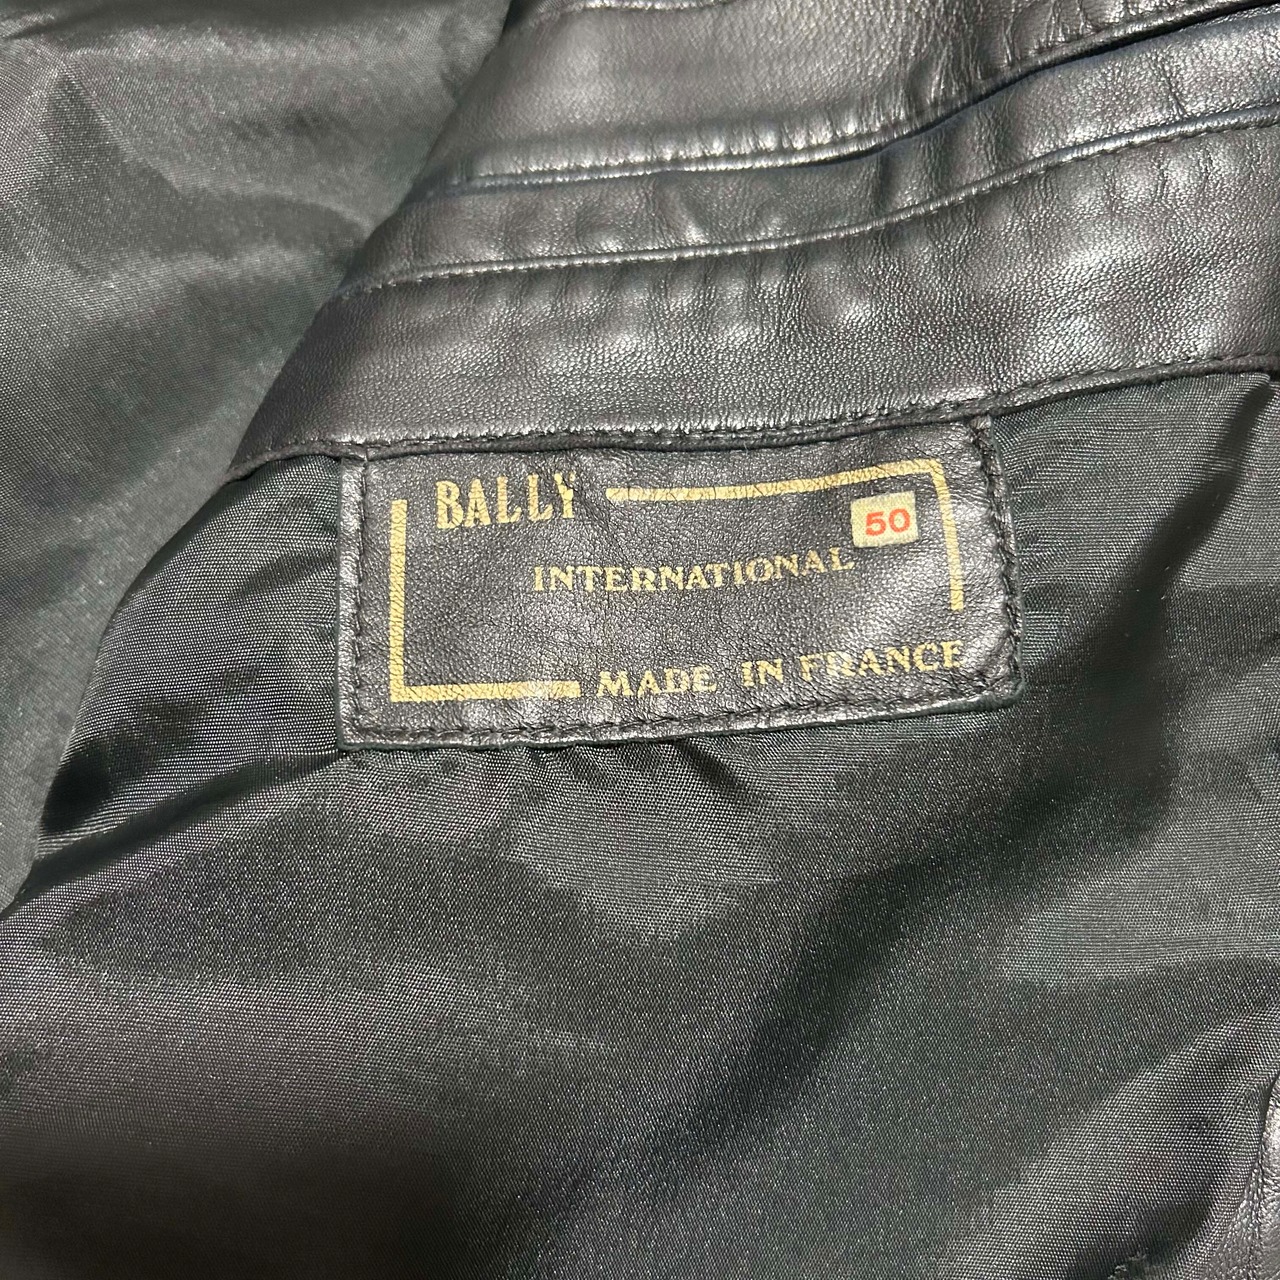 BALLY
50
INTERNATIONAL
MADE IN FRANCE